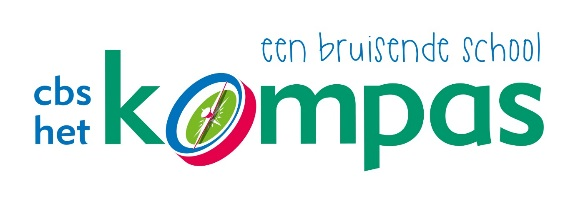 een bruisende school
cbs
het
kompas